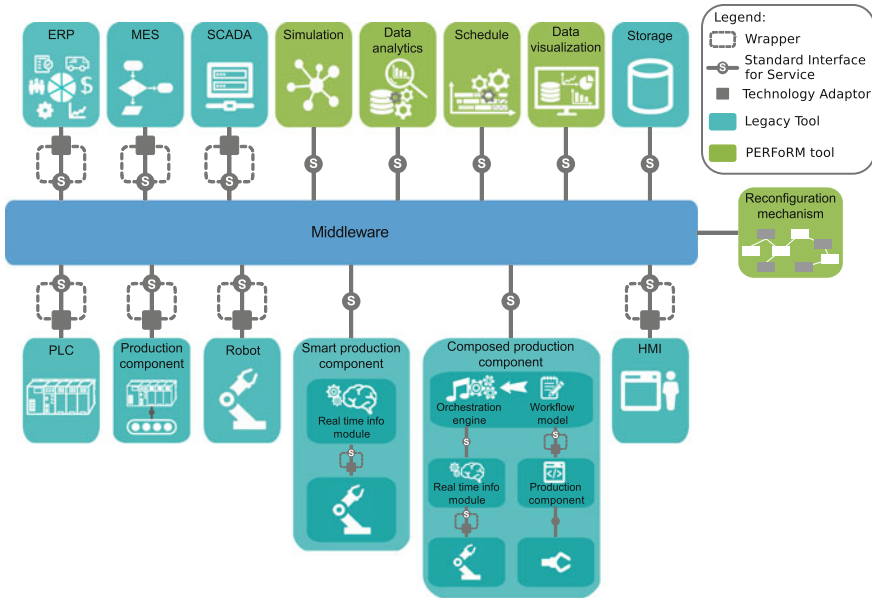 ERP
MES
SCADA
Simulation
Data
analytics
Schedule
Data
visualization
Storage
Legend:
Wrapper
S
Standard Interface
for Service
Technology Adaptor
Legacy Tool
PERFoRM tool
$
S
S
S
S
S
S
S
S
Middleware
Reconfiguration
mechanism
S
S
S
S
S
S
PLC
Production
component
Robot
Smart production
component
Composed production
component
HMI
Real time info
module
Orchestration
engine
Workflow
model
S
S
S
Real time info
module
</>
Production
component
S